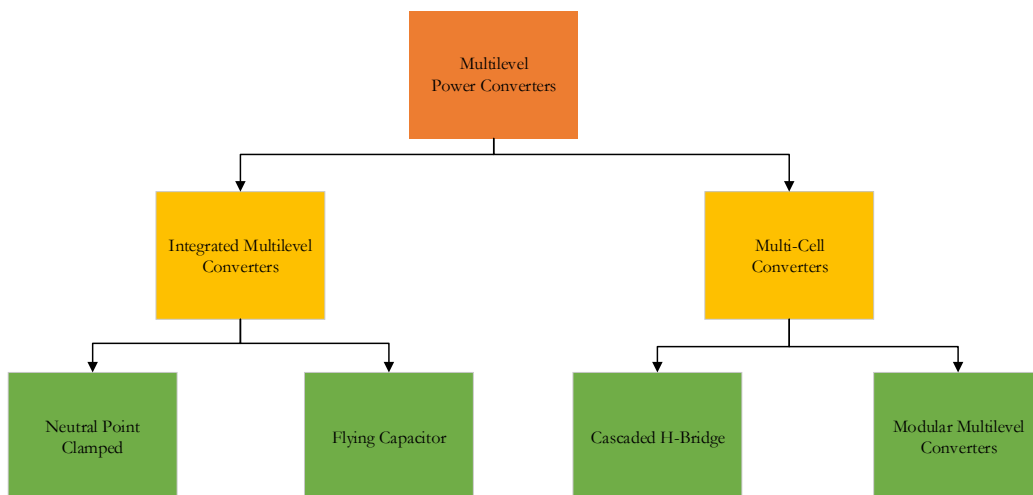 Multilevel
Power Converters
Integrated Multilevel
Converters
Multi-Cell
Converters
Neutral Point
Clamped
Flying Capacitor
Cascaded H-Bridge
Modular Multilevel
Converters